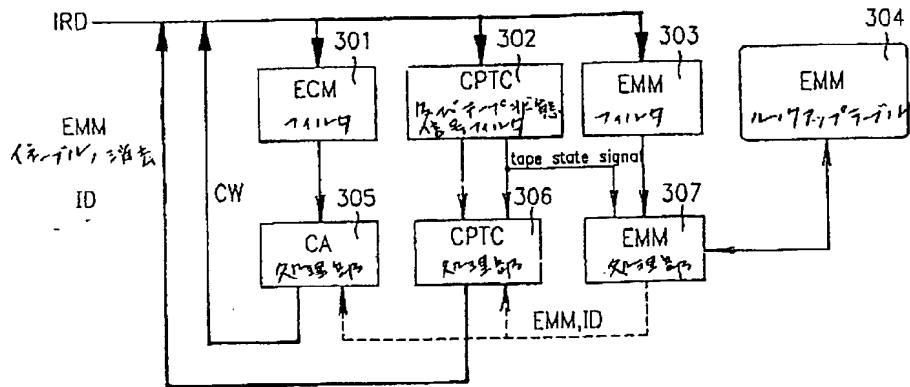 IRD
301
302
303
304
ECM
フィルタ
CPTC
及びテープ状態
信号フィルタ
EMM
フィルタ
EMM
ルックアップテーブル
EMM
イネーブル/消去
ID
CW
tape state signal
305
306
307
CA
処理部
CPTC
処理部
EMM
処理部
EMM,ID